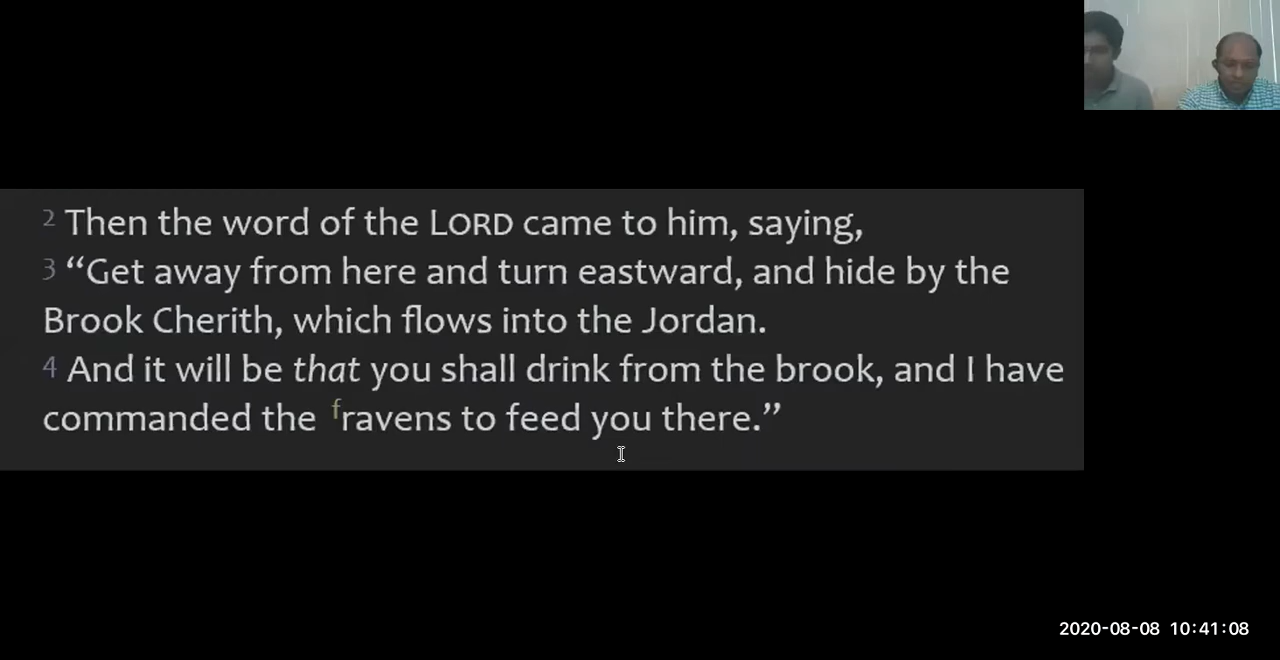 2 Then the word of the LORD came to him, saying,
3 “Get away from here and turn eastward, and hide by the
Brook Cherith, which flows into the Jordan.
4 And it will be that you shall drink from the brook, and I have
commanded the fravens to feed you there.”
2020-08-08 10:41:08